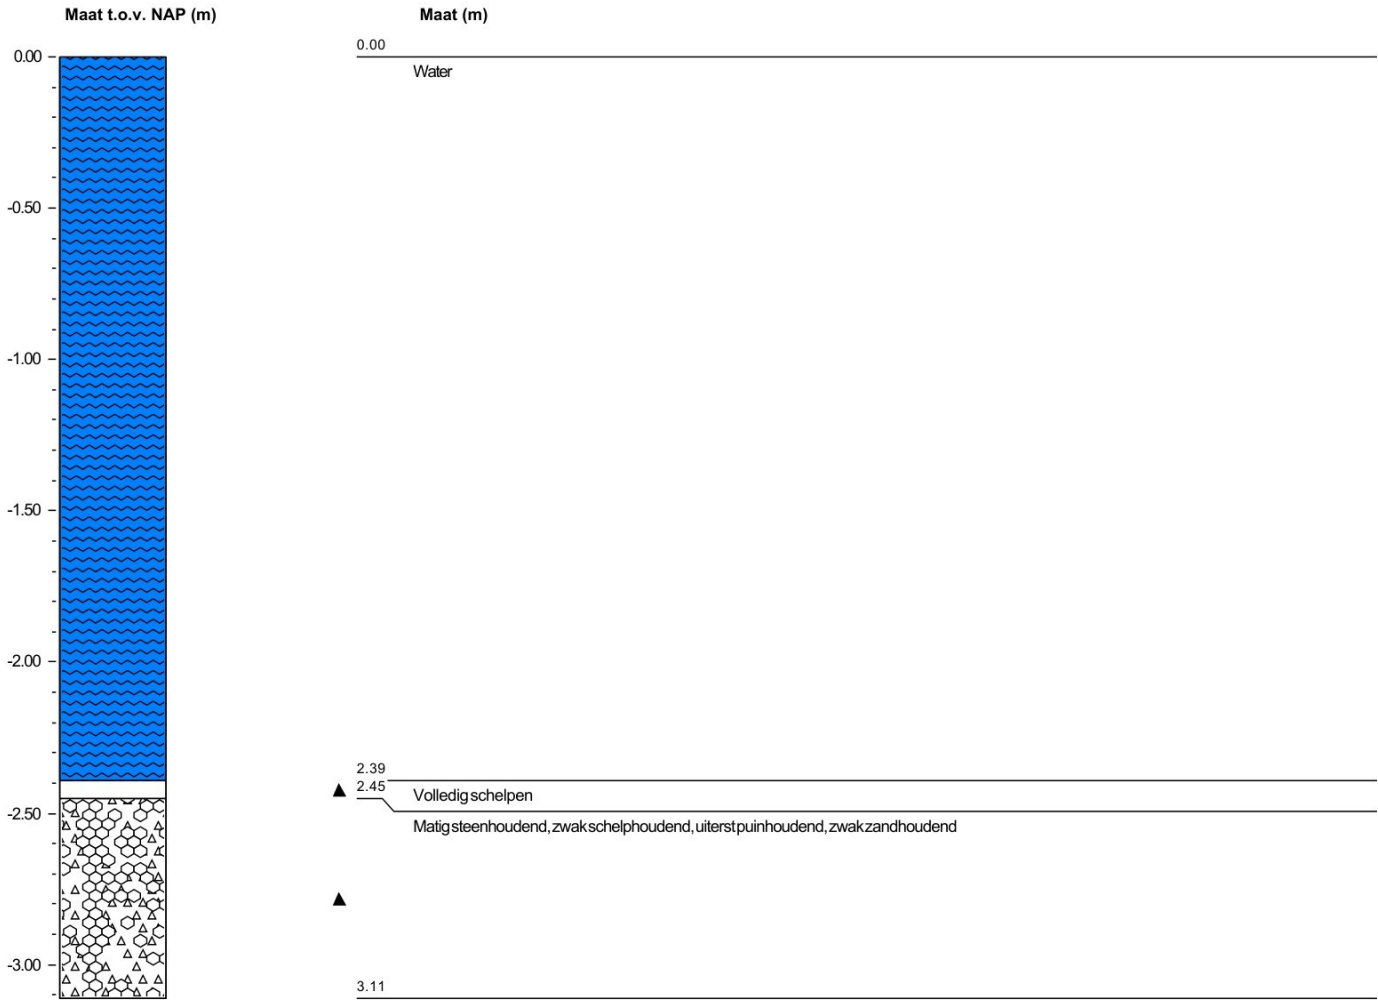 Maat t.o.v. NAP (m) Maat (m)
0.00
0.00
Water
-0.50
-1.00
-1.50
-2.00
2.39
2.45
Volledig schelpen
-2.50
Matig steenhoudend, zwak schelphoudend, uiterst puinhoudend, zwak zandhoudend
-3.00
3.11